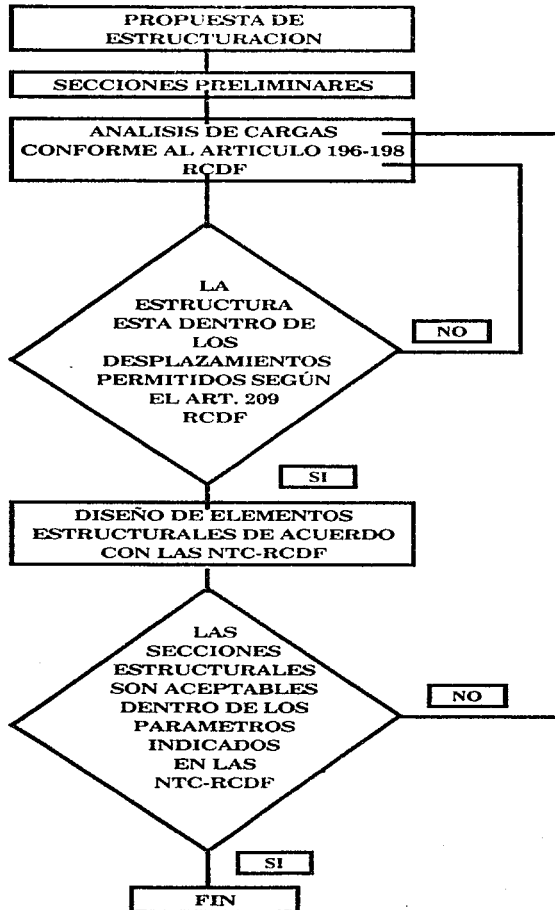 PROPUESTA DE
ESTRUCTURACION
SECCIONES PRELIMINARES
ANALISIS DE CARGAS
CONFORME AL ARTICULO 196-198
RCDF
LA
ESTRUCTURA
ESTA DENTRO DE
LOS
DESPLAZAMIENTOS
PERMITIDOS SEGÚN
EL ART. 209
RCDF
NO
SI
DISEÑO DE ELEMENTOS
ESTRUCTURALES DE ACUERDO
CON LAS NTC-RCDF
LAS
SECCIONES
ESTRUCTURALES
SON ACEPTABLES
DENTRO DE LOS
PARAMETROS
INDICADOS
EN LAS
NTC-RCDF
NO
SI
FIN